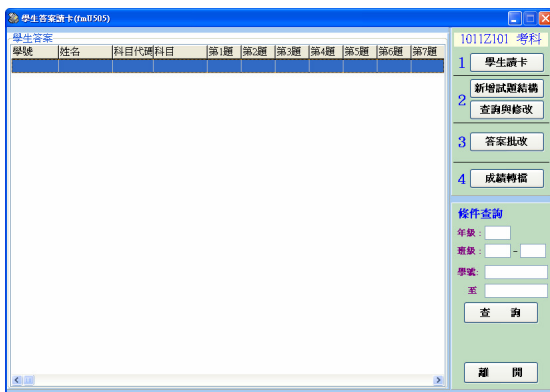 學生答案讀卡(fmU505)
學生答案
學號 姓名 科目代碼 科目 第1題 第2題 第3題 第4題 第5題 第6題 第7題
1011Z101 考科
1 學生讀卡
2 新增試題結構
查詢與修改
3 答案批改
4 成績轉檔
條件查詢
年級:
班級: -
學號:
至
查 詢
離 開